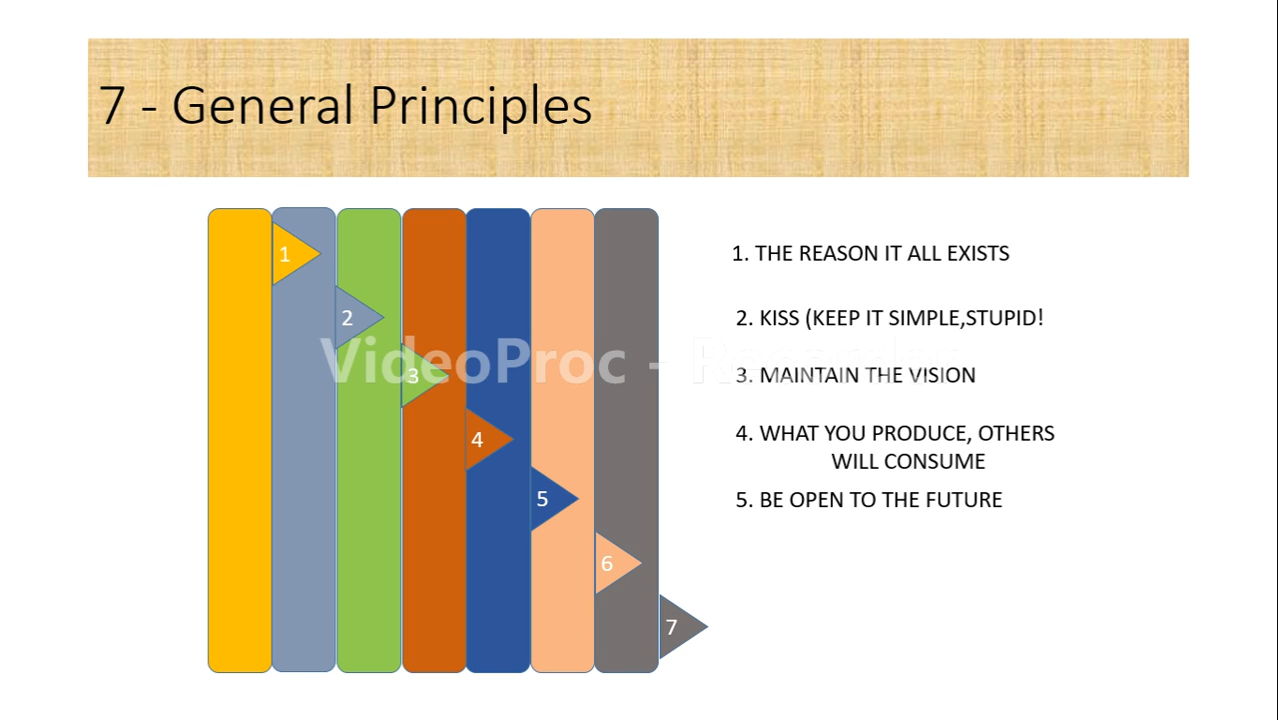 7 - General Principles
1
2
3
4
5
6
7
1. THE REASON IT ALL EXISTS
2. KISS (KEEP IT SIMPLE,STUPID!
VideoProc - Recorder
3. MAINTAIN THE VISION
4. WHAT YOU PRODUCE, OTHERS
WILL CONSUME
5. BE OPEN TO THE FUTURE